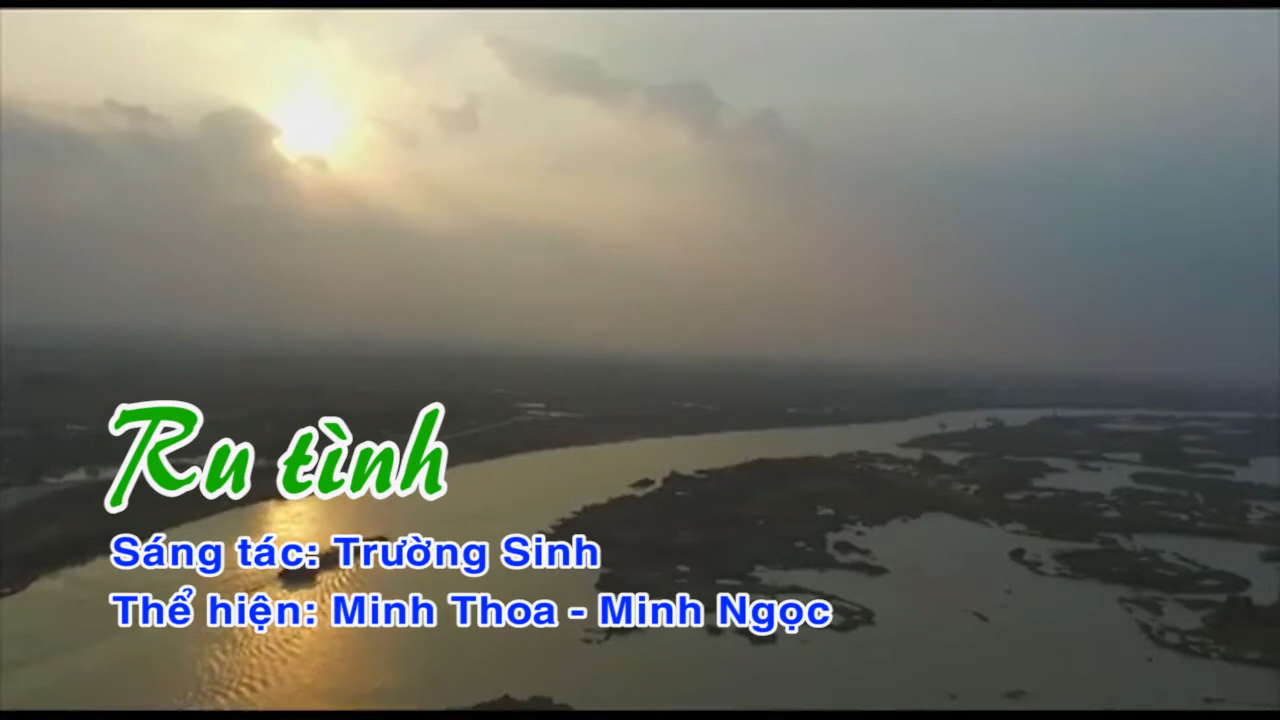 Ru tình
Sáng tác: Trường Sinh
Thể hiện: Minh Thoa - Minh Ngọc